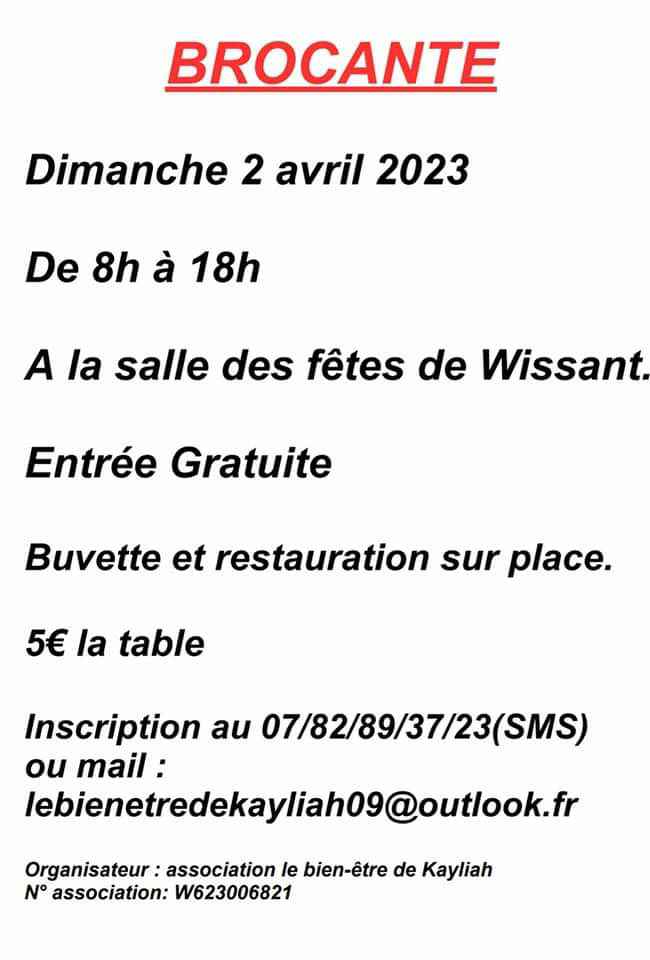 BROCANTE
Dimanche 2 avril 2023
De 8h à 18h
A la salle des fêtes de Wissant.
Entrée Gratuite
Buvette et restauration sur place.
5€ la table
Inscription au 07/82/89/37/23(SMS)
ou mail :
lebienetredekayliah09@outlook.fr
Organisateur : association le bien-être de Kayliah
N° association: W623006821